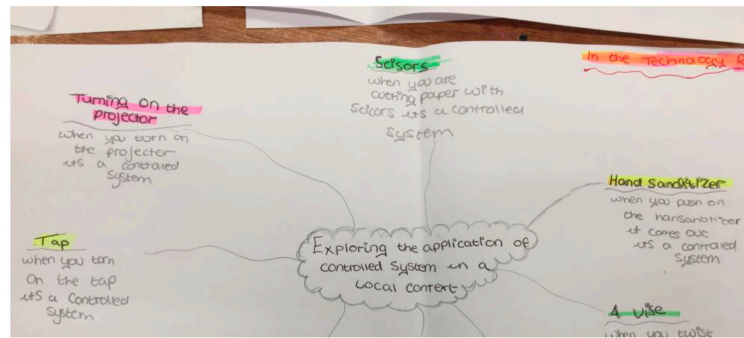 Scisors
when you are
cutting paper with
Scisors its a controlled
system
In the Technology
Turning On the
projector
when you turn on
the projector
its a controled
System
Hand Sanditizer
when you push on
the hansanitizer
it comes out
its a controled
System
Tap
when you turn
On the tap
its a Controlled
System
Exploring the application of
controlled System in a
Local context
A vise
when you twist